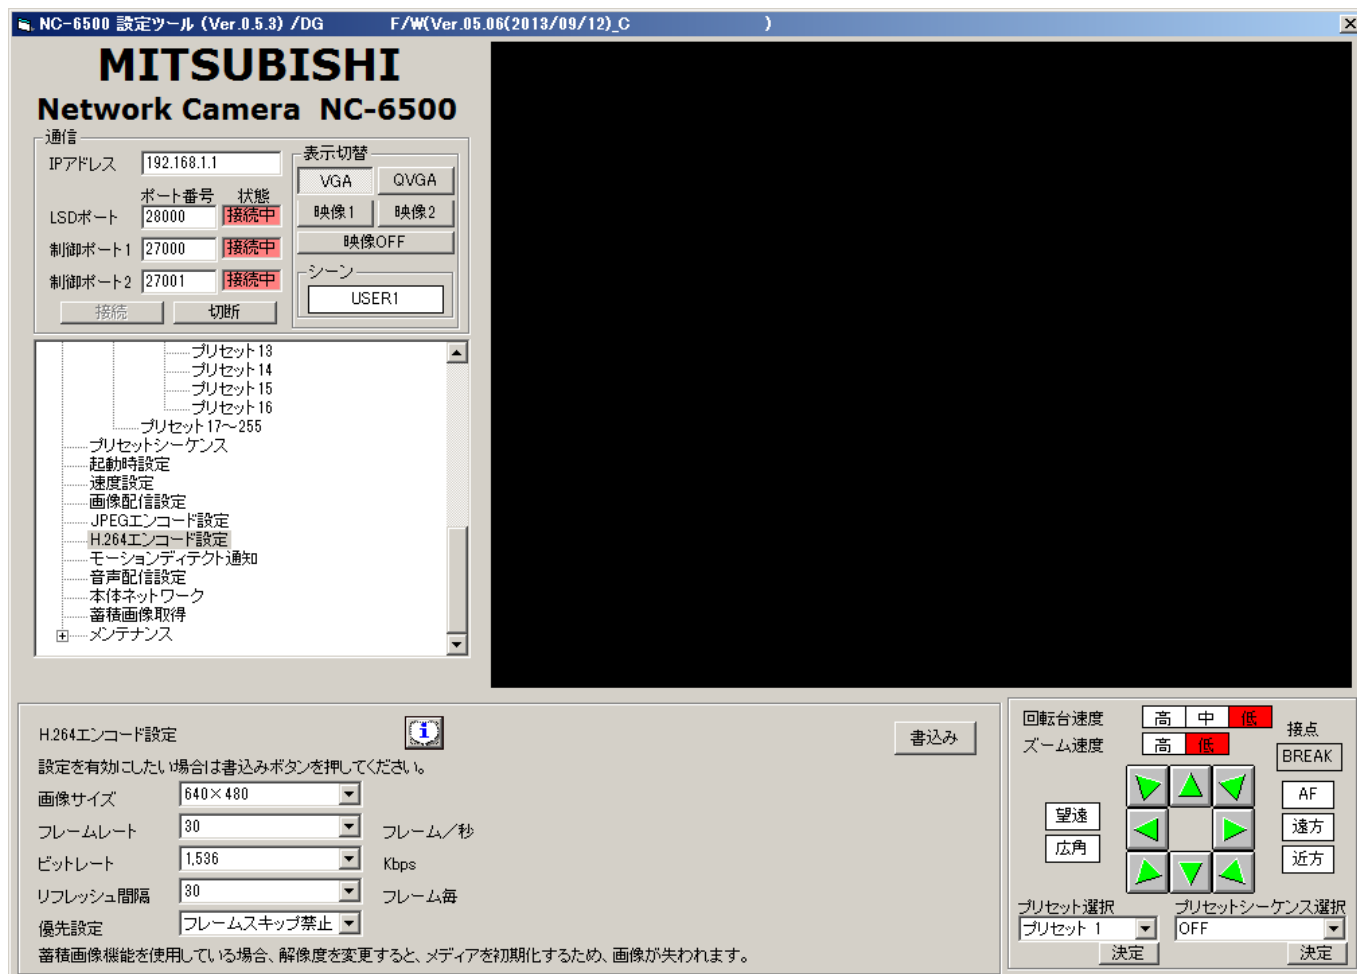 NC-6500 設定ツール (Ver.0.5.3) /DG F/W(Ver.05.06(2013/09/12)_C )
MITSUBISHI
Network Camera NC-6500
通信
IPアドレス 192.168.1.1
ポート番号 状態
LSDポート 28000 接続中
制御ポート1 27000 接続中
制御ポート2 27001 接続中
接続 切断
表示切替
VGA QVGA
映像1 映像2
映像OFF
シーン
USER1
プリセット13
プリセット14
プリセット15
プリセット16
プリセット17～255
プリセットシーケンス
起動時設定
速度設定
画像配信設定
JPEGエンコード設定
H.264エンコード設定
モーションディテクト通知
音声配信設定
本体ネットワーク
蓄積画像取得
メンテナンス
H.264エンコード設定 書込み
設定を有効にしたい場合は書込みボタンを押してください。
画像サイズ 640×480
フレームレート 30 フレーム／秒
ビットレート 1,536 Kbps
リフレッシュ間隔 30 フレーム毎
優先設定 フレームスキップ禁止
蓄積画像機能を使用している場合、解像度を変更すると、メディアを初期化するため、画像が失われます。
回転台速度 高 中 低
ズーム速度 高 低
接点
BREAK
望遠
広角
AF
遠方
近方
プリセット選択 プリセットシーケンス選択
プリセット 1 OFF
決定 決定